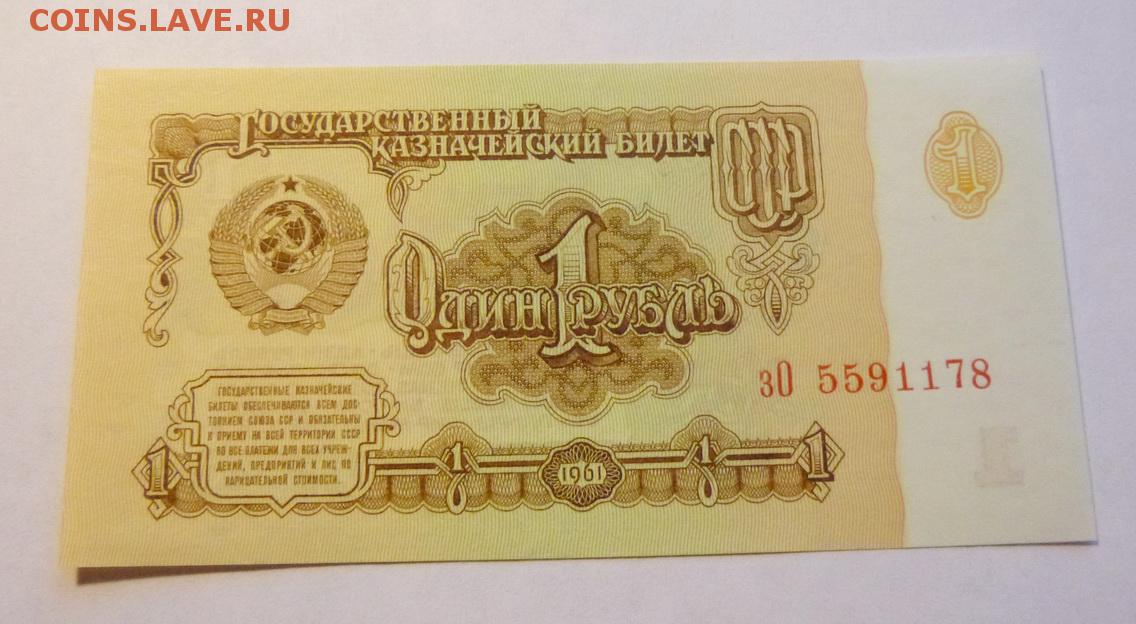 COINS.LAVE.RU
ГОСУДАРСТВЕННЫЙ
КАЗНАЧЕЙСКИЙ БИЛЕТ
1
ОДИН 1 РУБЛЬ
зО 5591178
ГОСУДАРСТВЕННЫЕ КАЗНАЧЕЙСКИЕ
БИЛЕТЫ ОБЕСПЕЧИВАЮТСЯ ВСЕМ ДОС-
ТОЯНИЕМ СОЮЗА ССР И ОБЯЗАТЕЛЬНЫ
К ПРИЕМУ НА ВСЕЙ ТЕРРИТОРИИ СССР
ВО ВСЕ ПЛАТЕЖИ ДЛЯ ВСЕХ УЧРЕЖ-
ДЕНИЙ, ПРЕДПРИЯТИЙ И ЛИЦ ПО
НАРИЦАТЕЛЬНОЙ СТОИМОСТИ.
1 1 1961 1 1
1